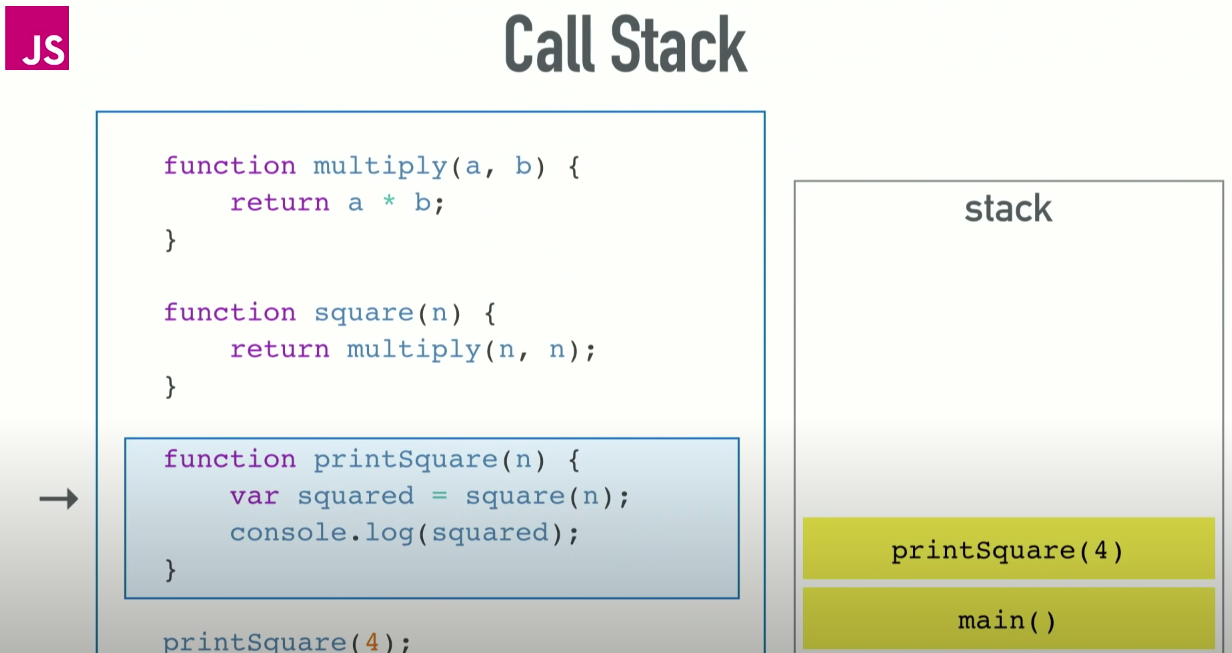 JS
Call Stack
function multiply(a, b) {
    return a * b;
}
function square(n) {
    return multiply(n, n);
}
function printSquare(n) {
    var squared = square(n);
    console.log(squared);
}
printSquare(4);
stack
printSquare(4)
main()